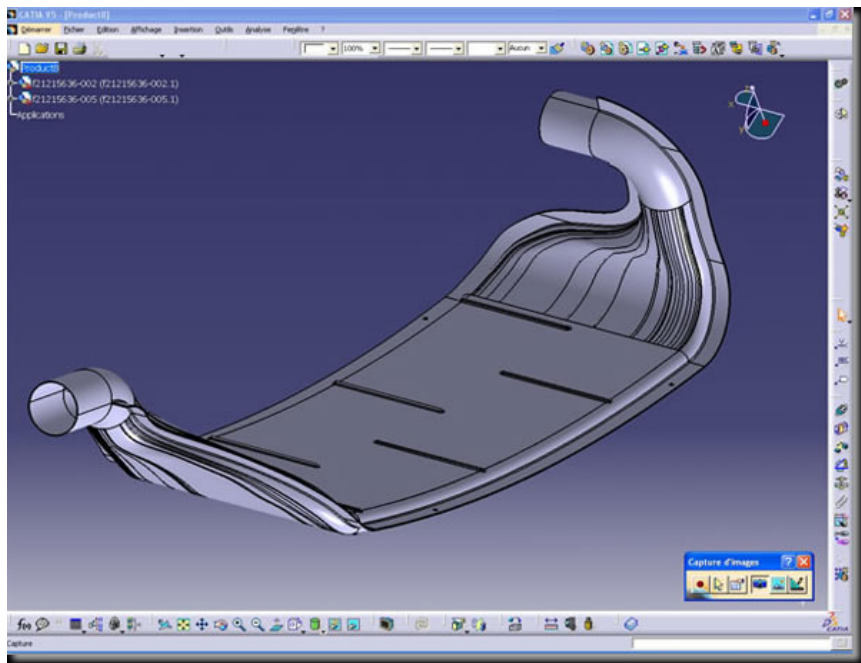 CATIA V5 - [Product8]
Démarrer Fichier Edition Affichage Insertion Outils Analyse Fenêtre ?
100% Aucun
Product8
f21215636-002 (f21215636-002.1)
f21215636-005 (f21215636-005.1)
Applications
x
y
Capture d'images
CATIA
Capture